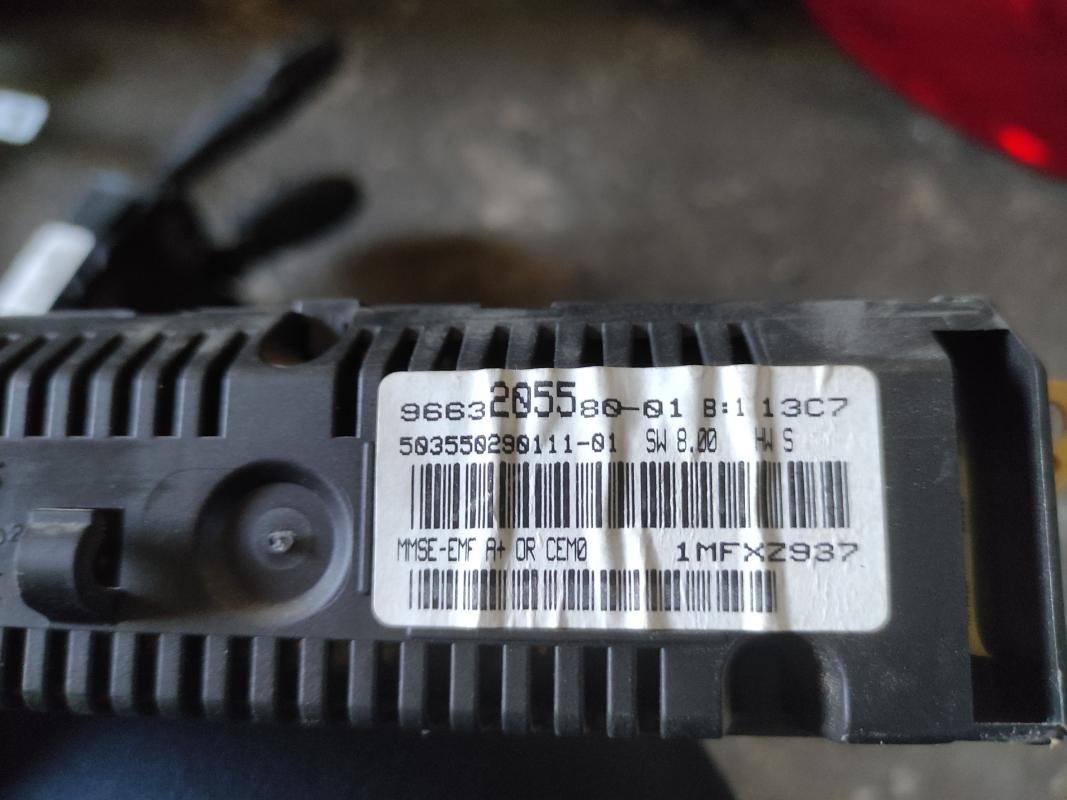 9663205580-01 B:1 13C7
503550290111-01 SW 8.00 HW S
MMSE-EMF A+ OR CEM0 1MFXZ937